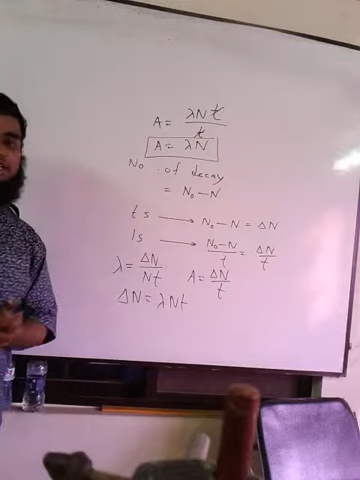 A = λNt/t
A = λN
No. of decay
= N₀ - N
t s → N₀ - N = ΔN
1s → N₀-N/t = ΔN/t
λ = ΔN/Nt A = ΔN/t
ΔN = λNt